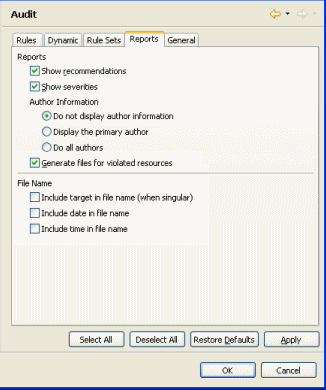 Audit
Rules Dynamic Rule Sets Reports General
Reports
Show recommendations
Show severities
Author Information
Do not display author information
Display the primary author
Do all authors
Generate files for violated resources
File Name
Include target in file name (when singular)
Include date in file name
Include time in file name
Select All Deselect All Restore Defaults Apply
OK Cancel